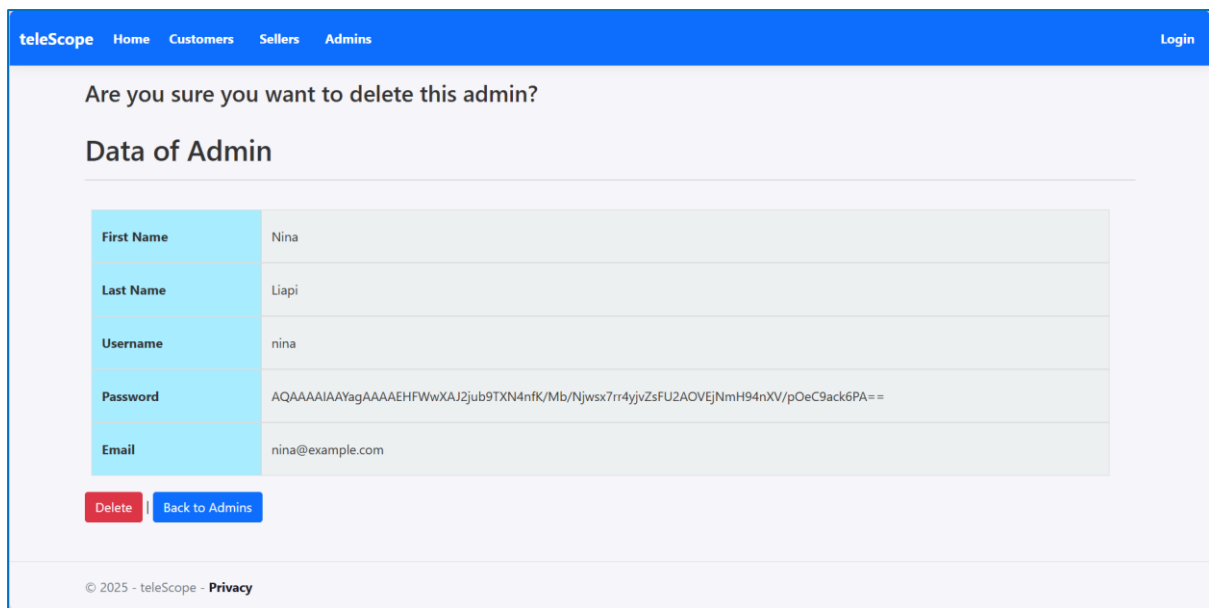 teleScope Home Customers Sellers Admins Login
Are you sure you want to delete this admin?
Data of Admin
First Name Nina
Last Name Liapi
Username nina
Password AQAAAAIAAYagAAAAEHFWwXAJ2jub9TXN4nfK/Mb/Njwsx7rr4yjvZsFU2AOVEjNmH94nXV/pOeC9ack6PA==
Email nina@example.com
Delete | Back to Admins
© 2025 - teleScope - Privacy